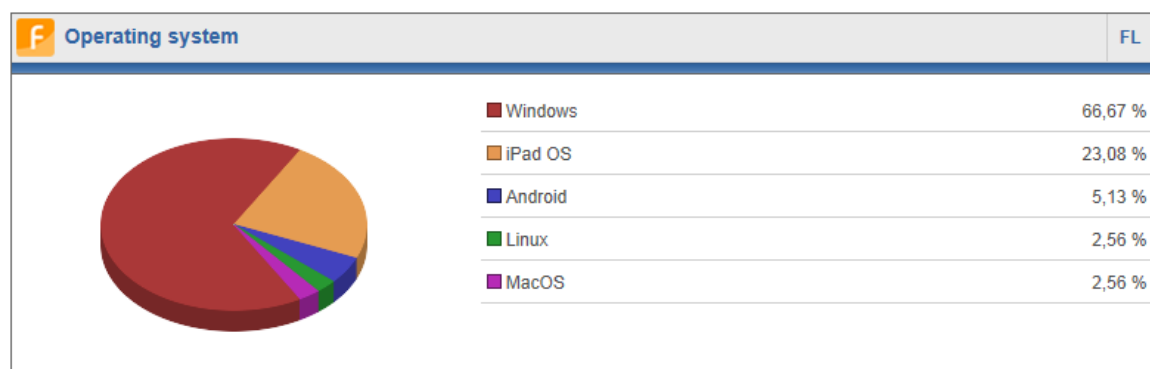 F Operating system FL
Windows 66,67 %
iPad OS 23,08 %
Android 5,13 %
Linux 2,56 %
MacOS 2,56 %